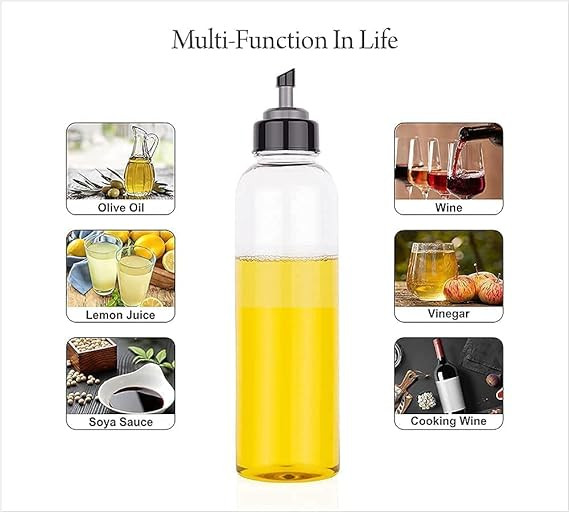 Multi-Function In Life
Olive Oil
Wine
Lemon Juice
Vinegar
Soya Sauce
Cooking Wine